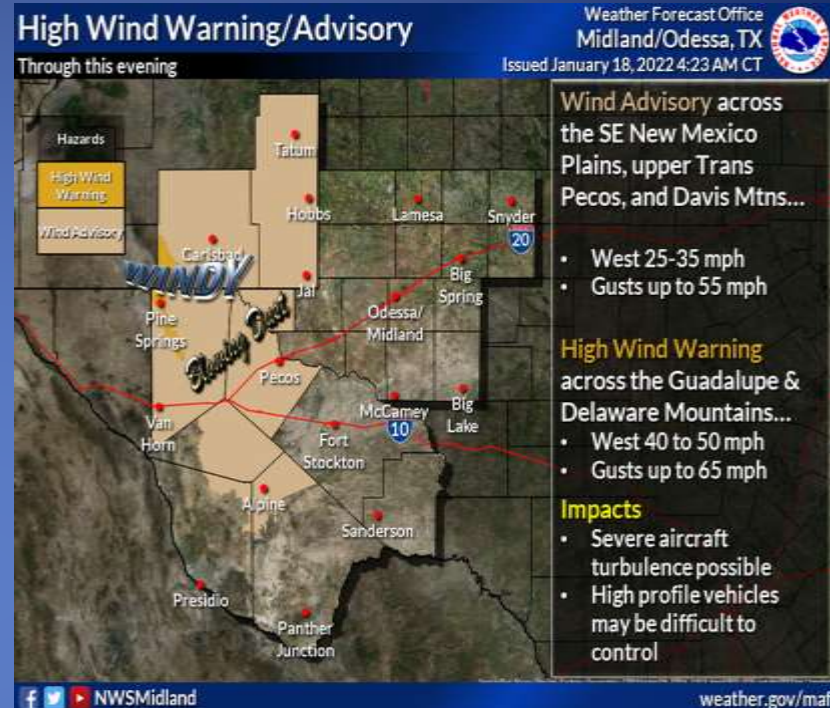 High Wind Warning/Advisory
Weather Forecast Office
Midland/Odessa, TX
Through this evening
Issued January 18, 2022 4:23 AM CT
Hazards
High Wind
Warning
Wind Advisory
Tatum
Hobbs
Lamesa
Snyder
20
Carlsbad
WINDY
Jal
Big
Spring
Pine
Springs
Odessa/
Midland
Blowing Dust
Pecos
Van
Horn
McCamey
Big
Lake
10
Fort
Stockton
Alpine
Sanderson
Presidio
Panther
Junction
Wind Advisory across
the SE New Mexico
Plains, upper Trans
Pecos, and Davis Mtns...
• West 25-35 mph
• Gusts up to 55 mph
High Wind Warning
across the Guadalupe &
Delaware Mountains...
• West 40 to 50 mph
• Gusts up to 65 mph
Impacts
• Severe aircraft
turbulence possible
• High profile vehicles
may be difficult to
control
NWSMidland
weather.gov/maf